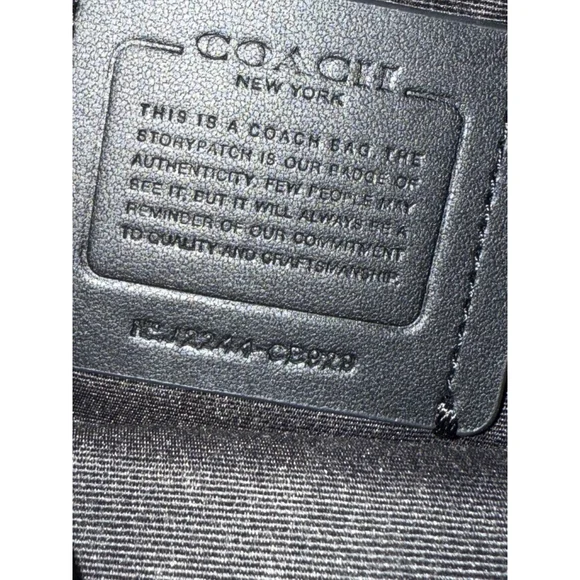 COACH
NEW YORK
THIS IS A COACH BAG. THE
STORYPATCH IS OUR BADGE OF
AUTHENTICITY. FEW PEOPLE MAY
SEE IT, BUT IT WILL ALWAYS BE A
REMINDER OF OUR COMMITMENT
TO QUALITY AND CRAFTSMANSHIP.